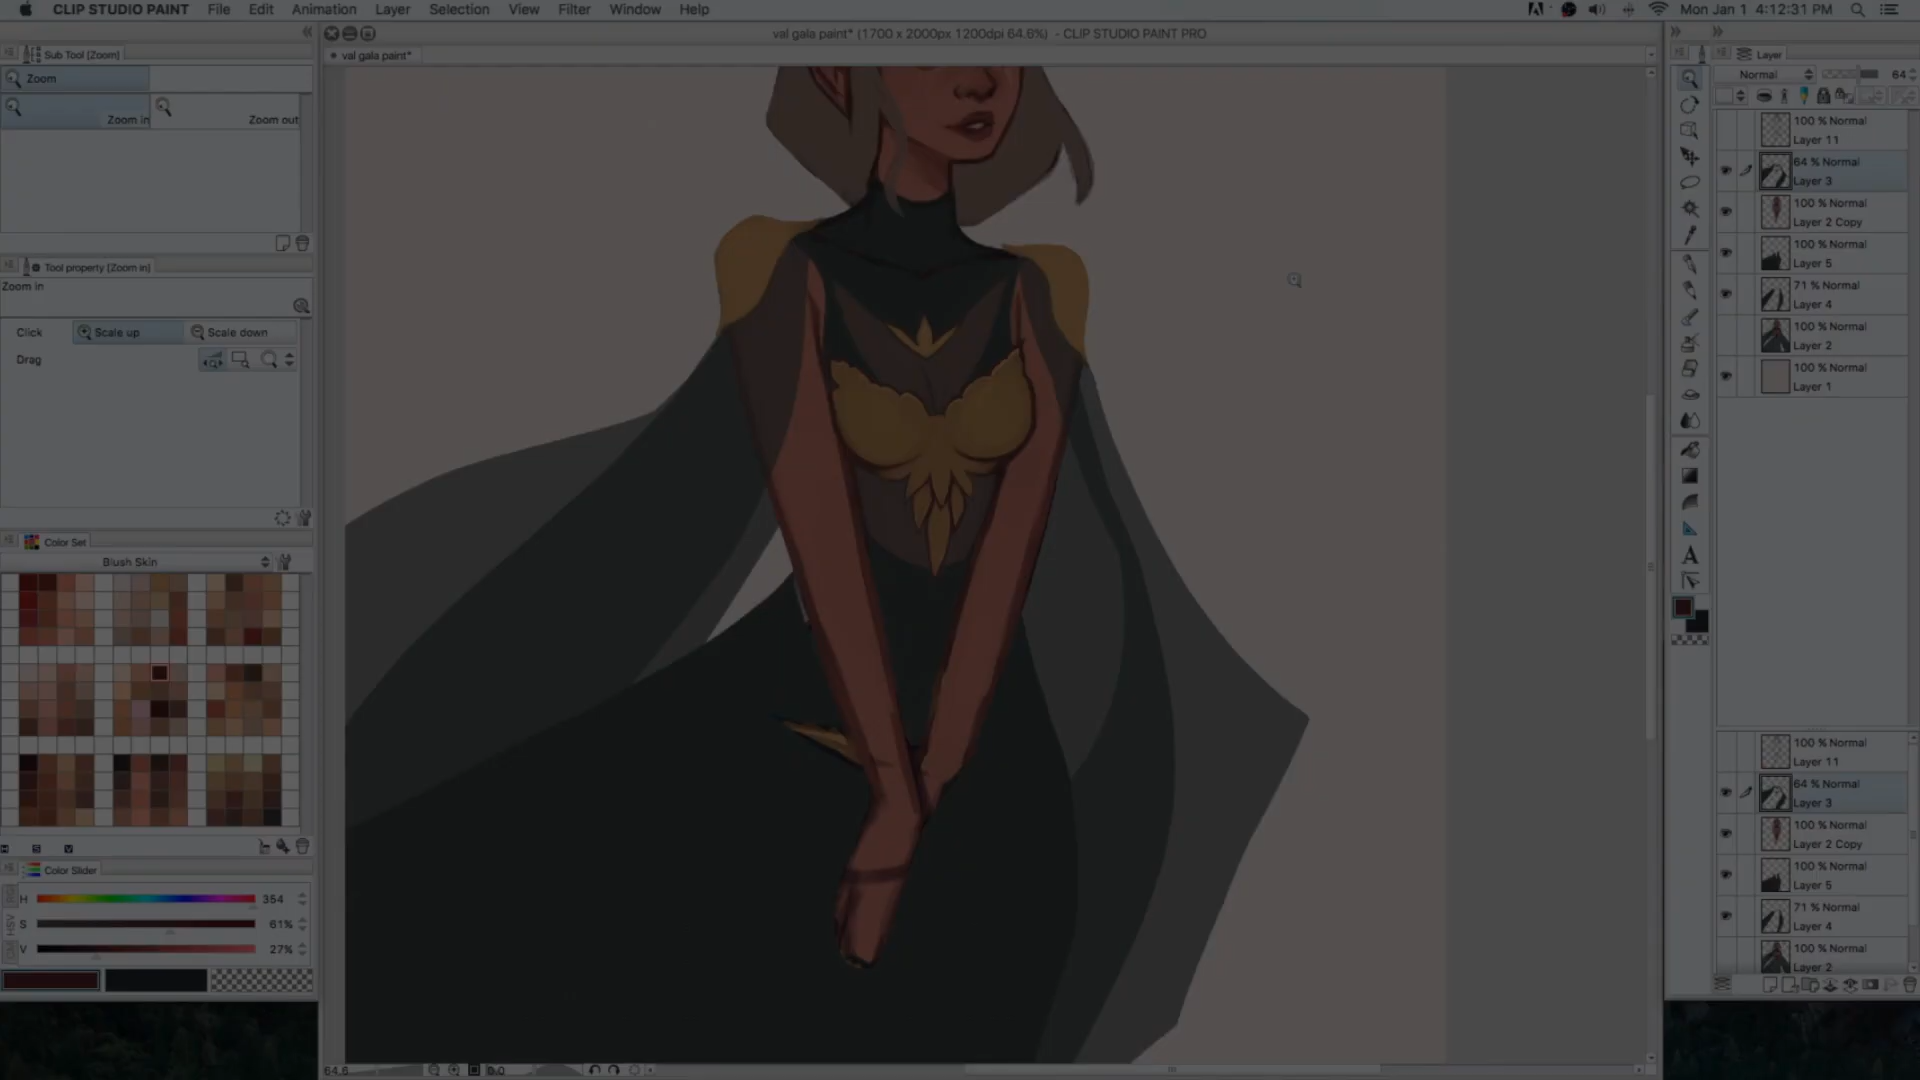 CLIP STUDIO PAINT File Edit Animation Layer Selection View Filter Window Help Mon Jan 1 4:12:31 PM
val gala paint* (1700 x 2000px 1200dpi 64.6%) - CLIP STUDIO PAINT PRO
Sub Tool [Zoom]
val gala paint*
Zoom
Zoom in
Zoom out
Tool property [Zoom in]
Zoom in
Click Scale up Scale down
Drag
Color Set
Blush Skin
H S V
Color Slider
H 354
S 61%
V 27%
64.6
0.0
Layer
Normal 64
100 % Normal
Layer 11
64 % Normal
Layer 3
100 % Normal
Layer 2 Copy
100 % Normal
Layer 5
71 % Normal
Layer 4
100 % Normal
Layer 2
100 % Normal
Layer 1
100 % Normal
Layer 11
64 % Normal
Layer 3
100 % Normal
Layer 2 Copy
100 % Normal
Layer 5
71 % Normal
Layer 4
100 % Normal
Layer 2